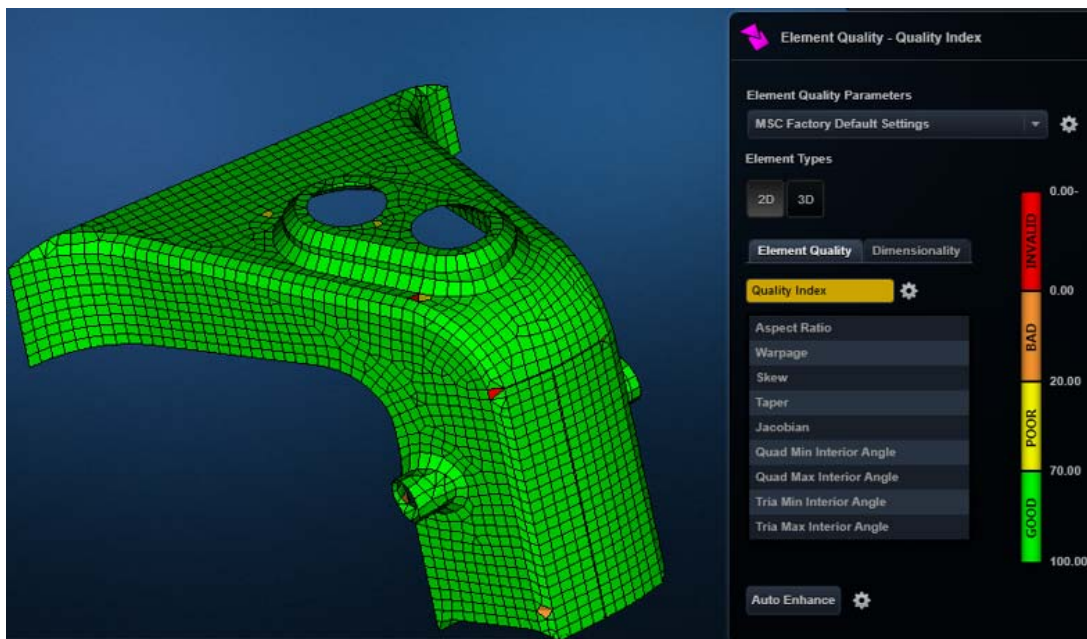 Element Quality - Quality Index
Element Quality Parameters
MSC Factory Default Settings
Element Types
2D 3D
Element Quality Dimensionality
Quality Index
Aspect Ratio
Warpage
Skew
Taper
Jacobian
Quad Min Interior Angle
Quad Max Interior Angle
Tria Min Interior Angle
Tria Max Interior Angle
Auto Enhance
0.00-
INVALID
0.00
BAD
20.00
POOR
70.00
GOOD
100.00